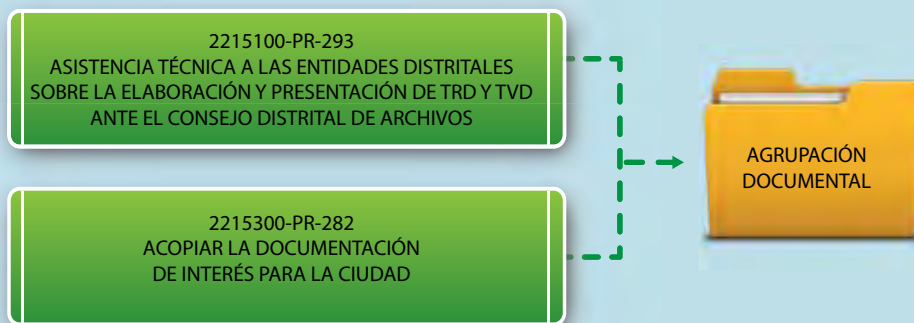 2215100-PR-293
ASISTENCIA TÉCNICA A LAS ENTIDADES DISTRITALES
SOBRE LA ELABORACIÓN Y PRESENTACIÓN DE TRD Y TVD
ANTE EL CONSEJO DISTRITAL DE ARCHIVOS
AGRUPACIÓN
DOCUMENTAL
2215300-PR-282
ACOPIAR LA DOCUMENTACIÓN
DE INTERÉS PARA LA CIUDAD